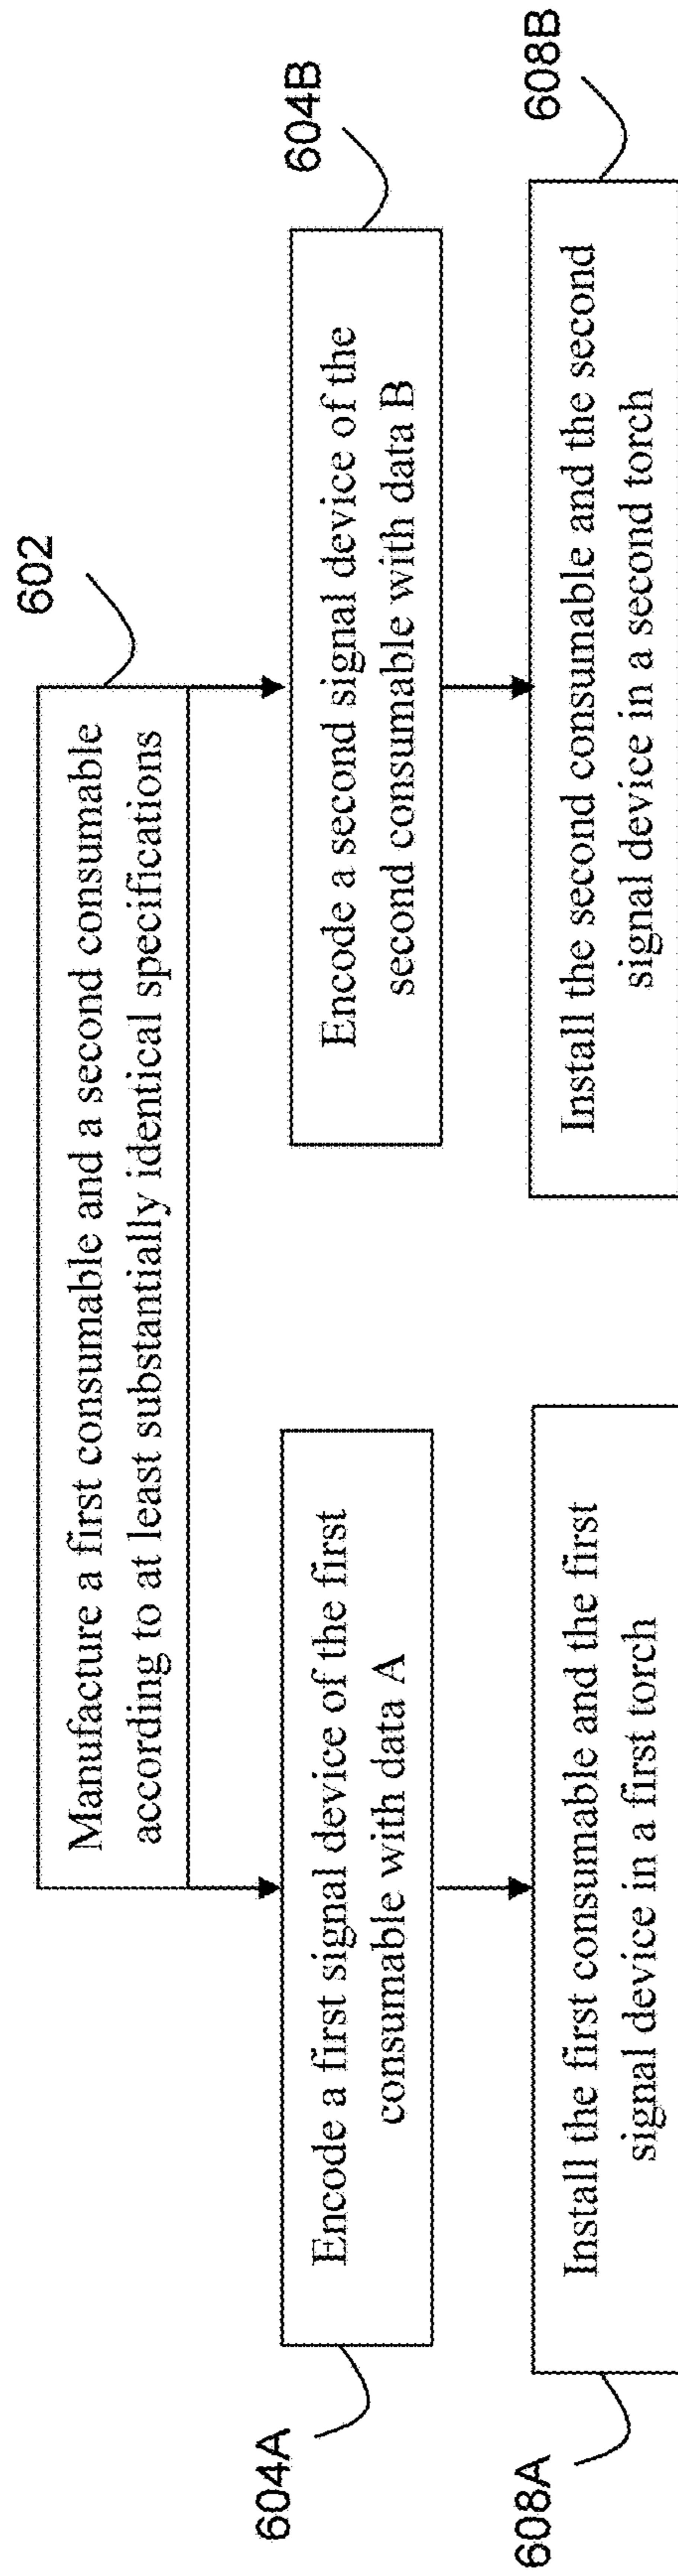 602
Manufacture a first consumable and a second consumable
according to at least substantially identical specifications
604A
Encode a first signal device of the first
consumable with data A
604B
Encode a second signal device of the
second consumable with data B
608A
Install the first consumable and the first
signal device in a first torch
608B
Install the second consumable and the second
signal device in a second torch